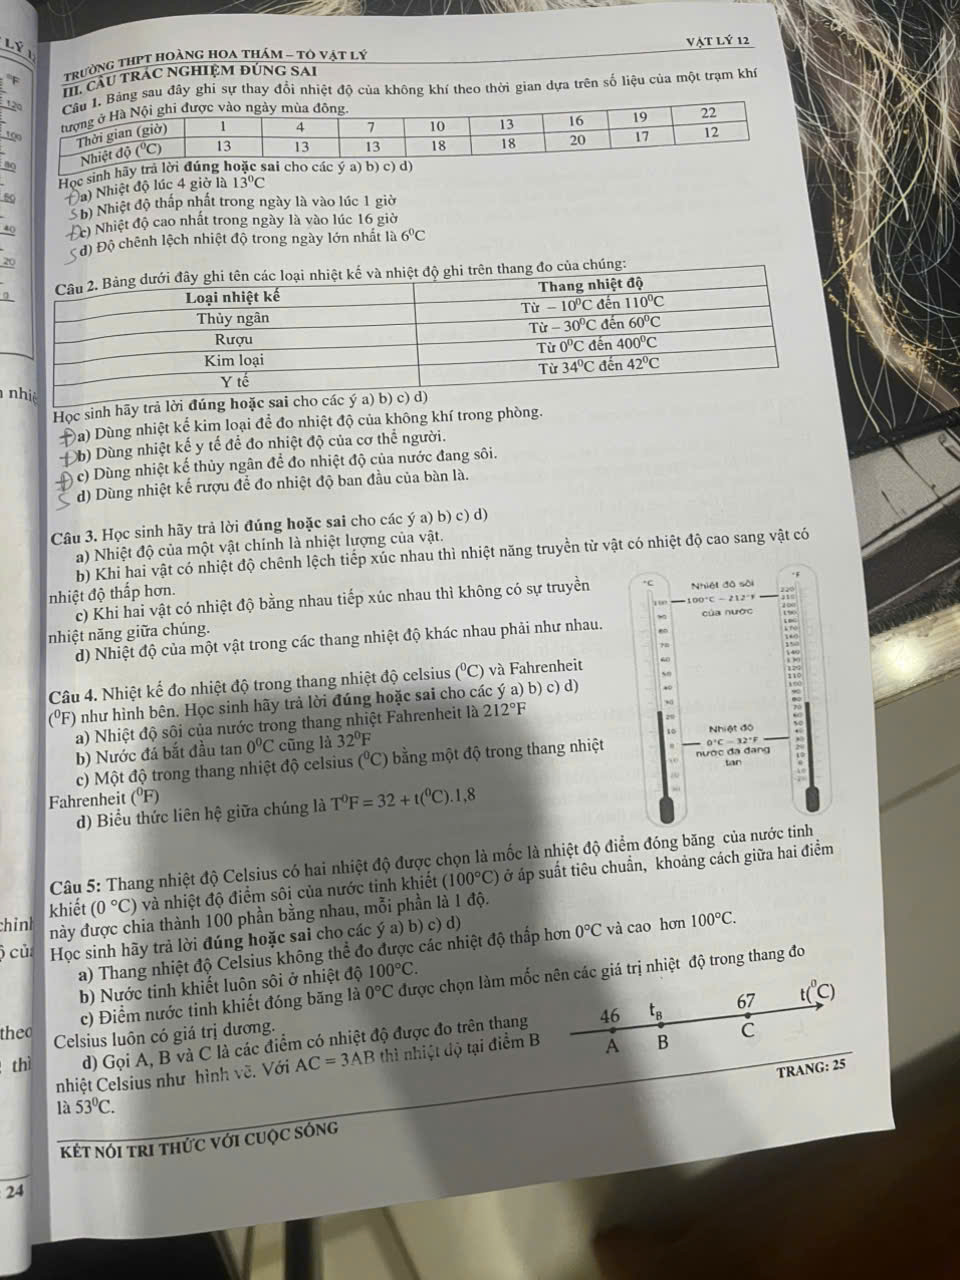 LÝ 1
TRƯỜNG THPT HOÀNG HOA THÁM – TỔ VẬT LÝ
VẬT LÝ 12
III. CÂU TRẮC NGHIỆM ĐÚNG SAI
Câu 1. Bảng sau đây ghi sự thay đổi nhiệt độ của không khí theo thời gian dựa trên số liệu của một trạm khí
tượng ở Hà Nội ghi được vào ngày mùa đông.
Thời gian (giờ) 1 4 7 10 13 16 19 22
Nhiệt độ (⁰C) 13 13 13 18 18 20 17 12
Học sinh hãy trả lời đúng hoặc sai cho các ý a) b) c) d)
Đ a) Nhiệt độ lúc 4 giờ là 13⁰C
S b) Nhiệt độ thấp nhất trong ngày là vào lúc 1 giờ
Đ c) Nhiệt độ cao nhất trong ngày là vào lúc 16 giờ
S d) Độ chênh lệch nhiệt độ trong ngày lớn nhất là 6⁰C
Câu 2. Bảng dưới đây ghi tên các loại nhiệt kế và nhiệt độ ghi trên thang đo của chúng:
Loại nhiệt kế Thang nhiệt độ
Thủy ngân Từ – 10⁰C đến 110⁰C
Rượu Từ – 30⁰C đến 60⁰C
Kim loại Từ 0⁰C đến 400⁰C
Y tế Từ 34⁰C đến 42⁰C
Học sinh hãy trả lời đúng hoặc sai cho các ý a) b) c) d)
Đ a) Dùng nhiệt kế kim loại để đo nhiệt độ của không khí trong phòng.
Đ b) Dùng nhiệt kế y tế để đo nhiệt độ của cơ thể người.
Đ c) Dùng nhiệt kế thủy ngân để đo nhiệt độ của nước đang sôi.
S d) Dùng nhiệt kế rượu để đo nhiệt độ ban đầu của bàn là.
Câu 3. Học sinh hãy trả lời đúng hoặc sai cho các ý a) b) c) d)
a) Nhiệt độ của một vật chính là nhiệt lượng của vật.
b) Khi hai vật có nhiệt độ chênh lệch tiếp xúc nhau thì nhiệt năng truyền từ vật có nhiệt độ cao sang vật có
nhiệt độ thấp hơn.
c) Khi hai vật có nhiệt độ bằng nhau tiếp xúc nhau thì không có sự truyền
nhiệt năng giữa chúng.
d) Nhiệt độ của một vật trong các thang nhiệt độ khác nhau phải như nhau.
°C °F
Nhiệt độ sôi
100°C – 212°F
của nước
Nhiệt độ
0°C – 32°F
nước đá đang
tan
Câu 4. Nhiệt kế đo nhiệt độ trong thang nhiệt độ celsius (⁰C) và Fahrenheit
(⁰F) như hình bên. Học sinh hãy trả lời đúng hoặc sai cho các ý a) b) c) d)
a) Nhiệt độ sôi của nước trong thang nhiệt Fahrenheit là 212°F
b) Nước đá bắt đầu tan 0⁰C cũng là 32⁰F
c) Một độ trong thang nhiệt độ celsius (⁰C) bằng một độ trong thang nhiệt
Fahrenheit (⁰F)
d) Biểu thức liên hệ giữa chúng là T⁰F = 32 + t(⁰C).1,8
Câu 5: Thang nhiệt độ Celsius có hai nhiệt độ được chọn là mốc là nhiệt độ điểm đóng băng của nước tinh
khiết (0 °C) và nhiệt độ điểm sôi của nước tinh khiết (100°C) ở áp suất tiêu chuẩn, khoảng cách giữa hai điểm
này được chia thành 100 phần bằng nhau, mỗi phần là 1 độ.
Học sinh hãy trả lời đúng hoặc sai cho các ý a) b) c) d)
a) Thang nhiệt độ Celsius không thể đo được các nhiệt độ thấp hơn 0°C và cao hơn 100°C.
b) Nước tinh khiết luôn sôi ở nhiệt độ 100°C.
c) Điểm nước tinh khiết đóng băng là 0°C được chọn làm mốc nên các giá trị nhiệt độ trong thang đo
Celsius luôn có giá trị dương.
d) Gọi A, B và C là các điểm có nhiệt độ được đo trên thang
nhiệt Celsius như hình vẽ. Với AC = 3AB thì nhiệt độ tại điểm B
là 53⁰C.
46 t_B 67 t(⁰C)
A B C
TRANG: 25
KẾT NỐI TRI THỨC VỚI CUỘC SỐNG
24